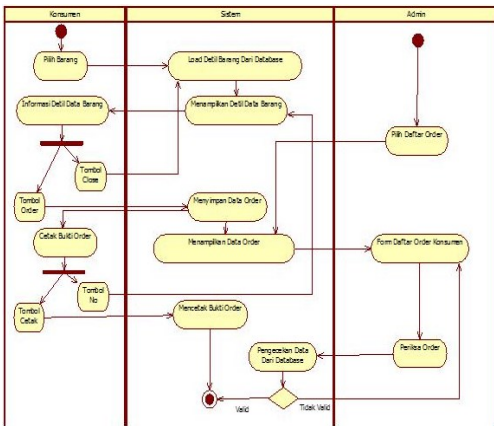 Konsumen
Sistem
Admin
Pilih Barang
Load Detil Barang Dari Database
Informasi Detil Data Barang
Menampilkan Detil Data Barang
Pilih Daftar Order
Tombol
Close
Tombol
Order
Menyimpan Data Order
Cetak Bukti Order
Menampilkan Data Order
Form Daftar Order Konsumen
Tombol
No
Tombol
Cetak
Mencetak Bukti Order
Pengecekan Data
Dari Database
Periksa Order
Valid
Tidak Valid